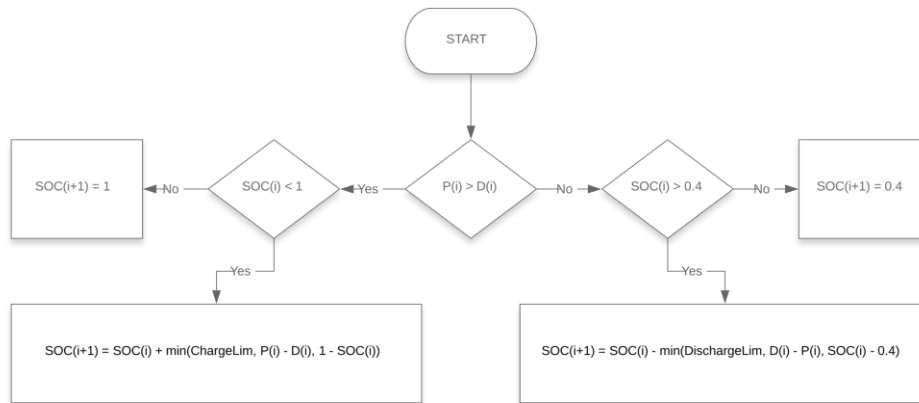 START
SOC(i+1) = 1
No
SOC(i) < 1
Yes
P(i) > D(i)
No
SOC(i) > 0.4
No
SOC(i+1) = 0.4
Yes
Yes
SOC(i+1) = SOC(i) + min(ChargeLim, P(i) - D(i), 1 - SOC(i))
SOC(i+1) = SOC(i) - min(DischargeLim, D(i) - P(i), SOC(i) - 0.4)